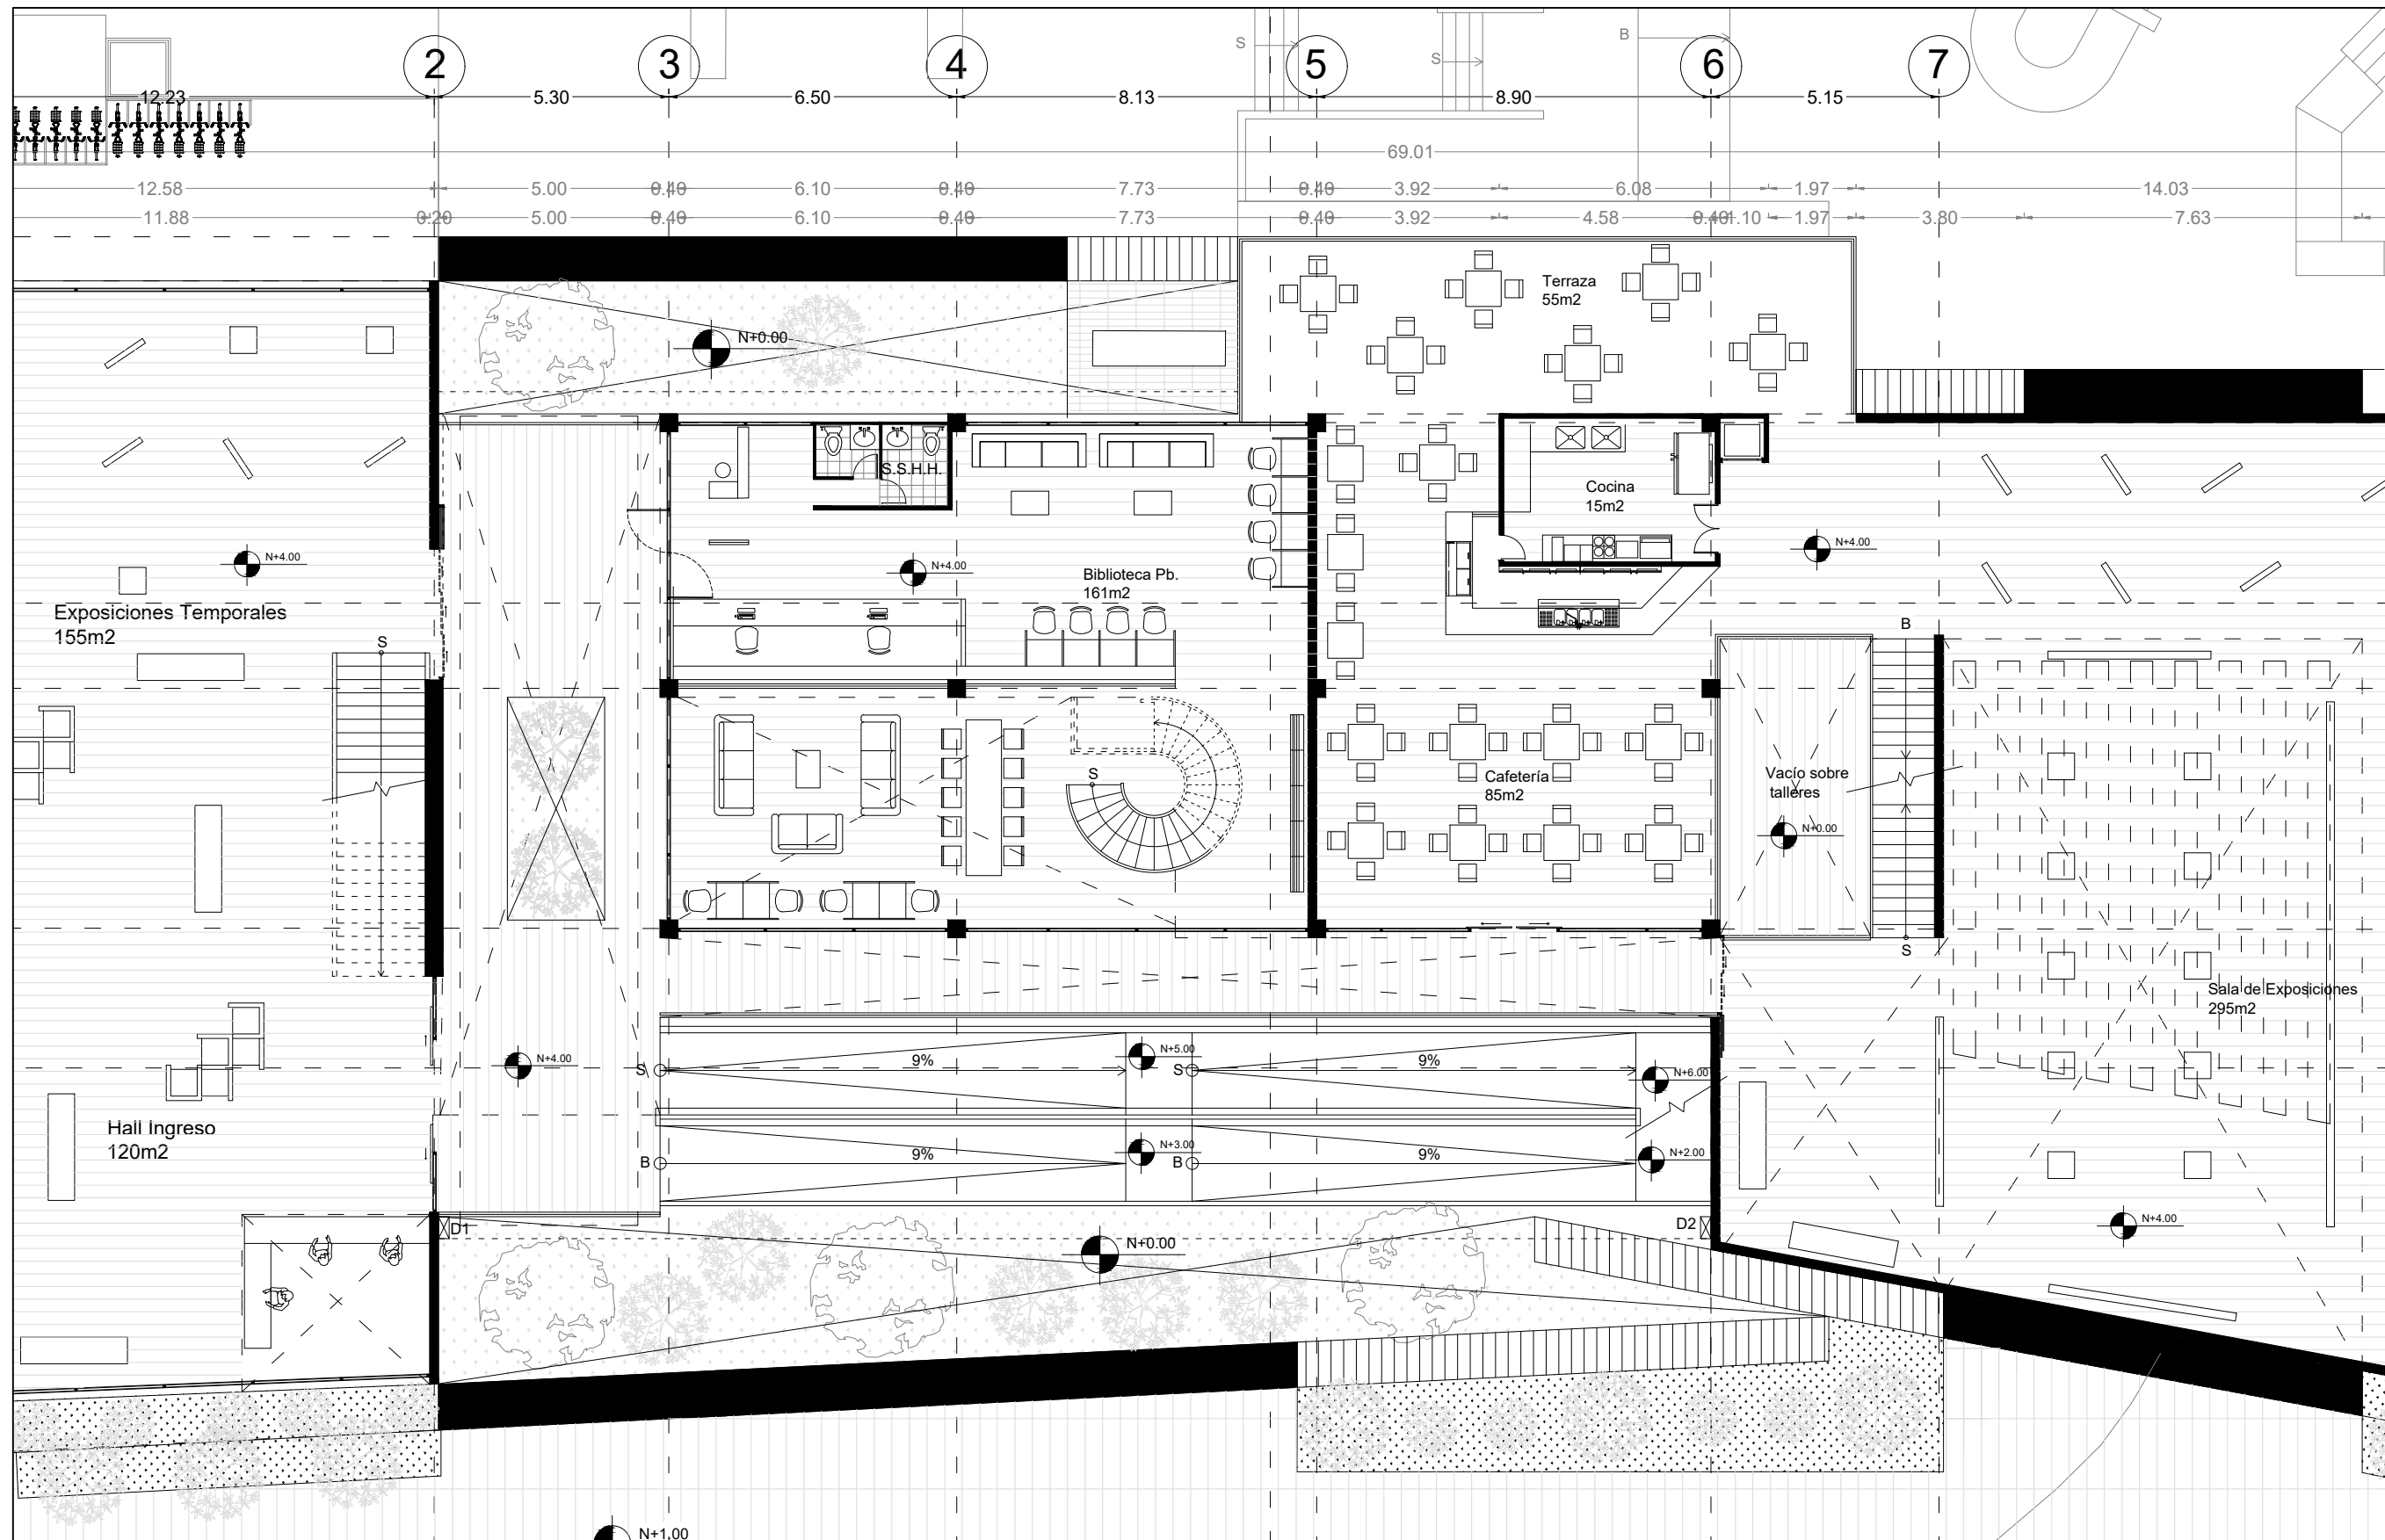 S
S
B
2
3
4
5
6
7
12.23
5.30
6.50
8.13
8.90
5.15
69.01
12.58
5.00
0.40
6.10
0.40
7.73
0.40
3.92
6.08
1.97
14.03
11.88
0.20
5.00
0.40
6.10
0.40
7.73
0.40
3.92
4.58
0.40
1.10
1.97
3.80
7.63
Terraza
55m2
N+0.00
S.S.H.H.
Cocina
15m2
N+4.00
N+4.00
N+4.00
Biblioteca Pb.
161m2
Exposiciones Temporales
155m2
S
B
S
Cafetería
85m2
Vacío sobre
talleres
N+0.00
S
Sala de Exposiciones
295m2
N+4.00
S
9%
N+5.00
S
9%
N+6.00
Hall Ingreso
120m2
B
9%
N+3.00
B
9%
N+2.00
D1
D2
N+0.00
N+4.00
N+1.00